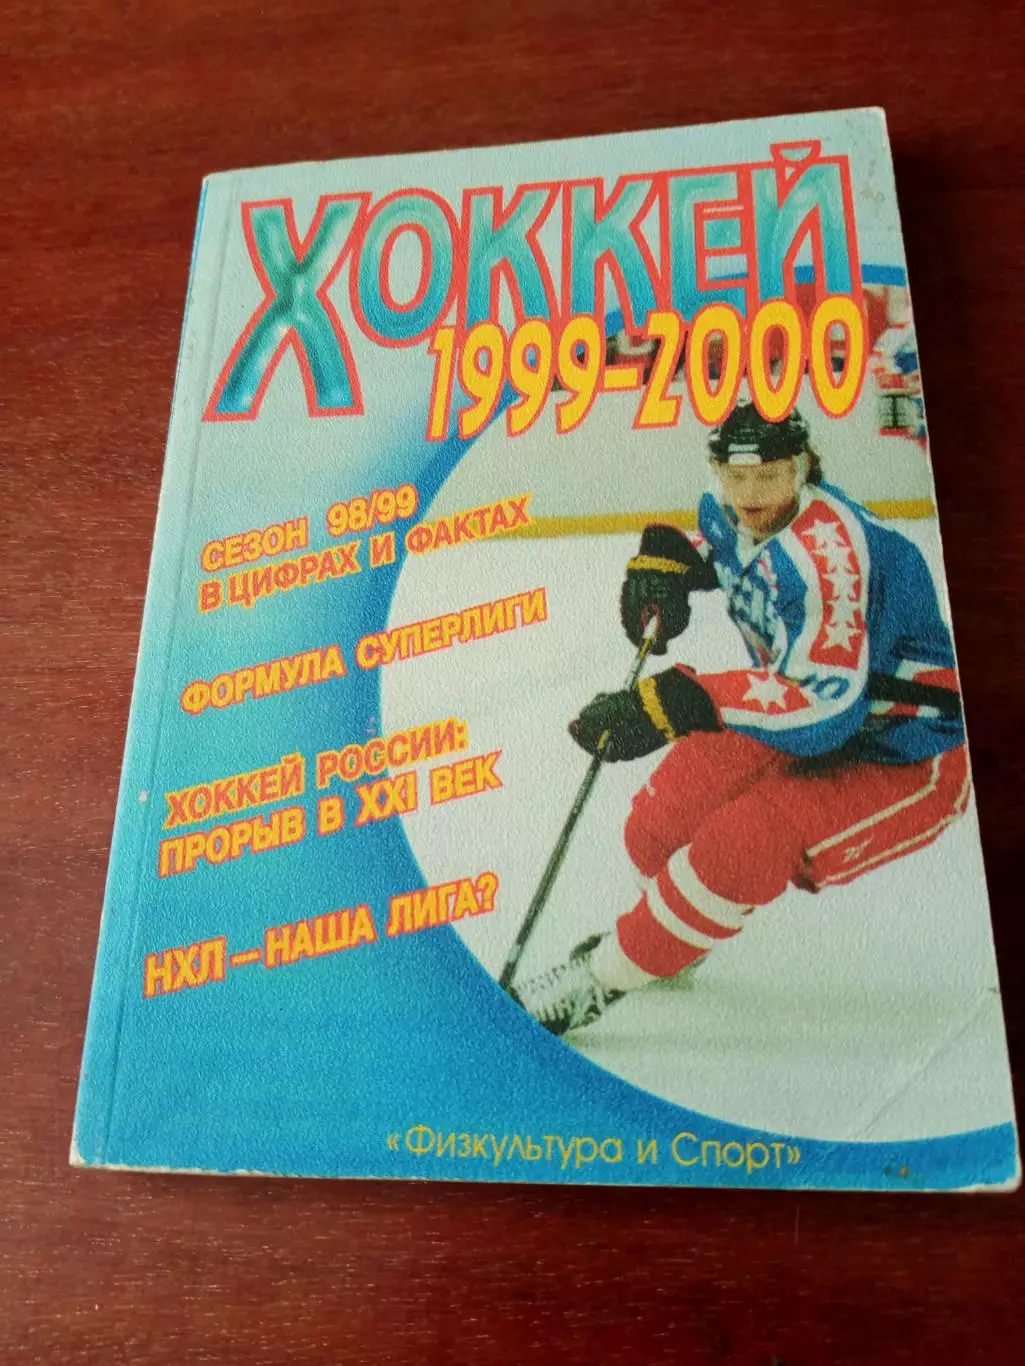 ХОККЕЙ
1999-2000
СЕЗОН 98/99
В ЦИФРАХ И ФАКТАХ
ФОРМУЛА СУПЕРЛИГИ
ХОККЕЙ РОССИИ:
ПРОРЫВ В XXI ВЕК
НХЛ – НАША ЛИГА?
«Физкультура и Спорт»